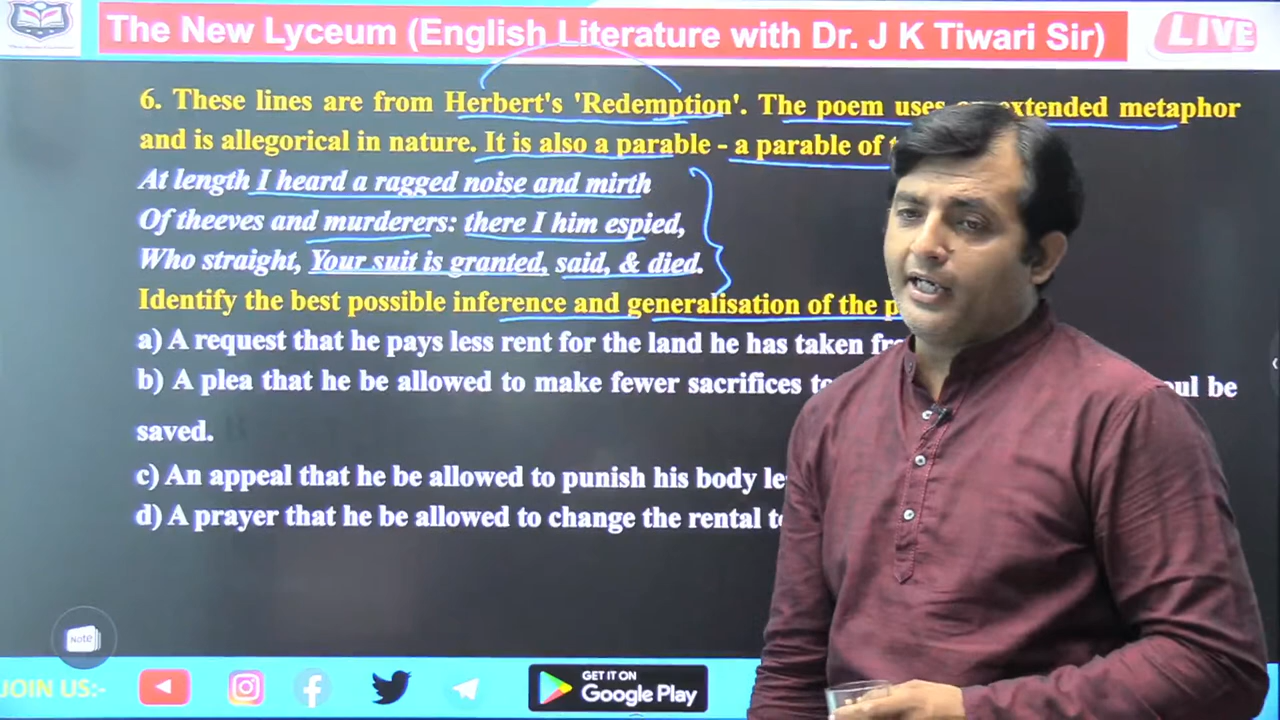 The New Lyceum (English Literature with Dr. J K Tiwari Sir)
LIVE
6. These lines are from Herbert's 'Redemption'. The poem uses extended metaphor
and is allegorical in nature. It is also a parable - a parable of
At length I heard a ragged noise and mirth
Of theeves and murderers: there I him espied,
Who straight, Your suit is granted, said, & died.
Identify the best possible inference and generalisation of the
a) A request that he pays less rent for the land he has taken
b) A plea that he be allowed to make fewer sacrifices be
saved.
c) An appeal that he be allowed to punish his body
d) A prayer that he be allowed to change the rental
Note
JOIN US:-
GET IT ON
Google Play